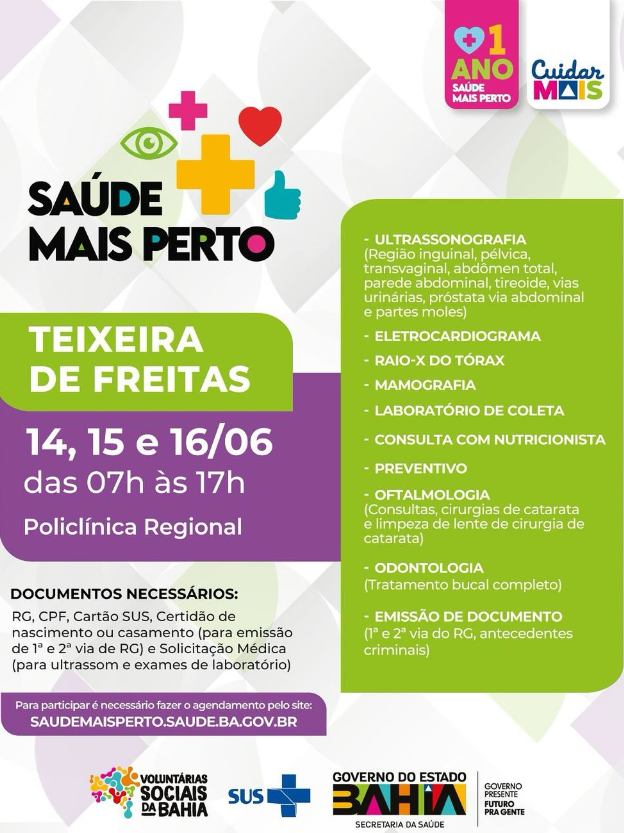 1
ANO
SAÚDE
MAIS PERTO
Cuidar
MAIS
SAÚDE
MAIS PERTO
TEIXEIRA
DE FREITAS
14, 15 e 16/06
das 07h às 17h
Policlínica Regional
DOCUMENTOS NECESSÁRIOS:
RG, CPF, Cartão SUS, Certidão de
nascimento ou casamento (para emissão
de 1ª e 2ª via de RG) e Solicitação Médica
(para ultrassom e exames de laboratório)
Para participar é necessário fazer o agendamento pelo site:
SAUDEMAISPERTO.SAUDE.BA.GOV.BR
- ULTRASSONOGRAFIA
(Região inguinal, pélvica,
transvaginal, abdômen total,
parede abdominal, tireoide, vias
urinárias, próstata via abdominal
e partes moles)
- ELETROCARDIOGRAMA
- RAIO-X DO TÓRAX
- MAMOGRAFIA
- LABORATÓRIO DE COLETA
- CONSULTA COM NUTRICIONISTA
- PREVENTIVO
- OFTALMOLOGIA
(Consultas, cirurgias de catarata
e limpeza de lente de cirurgia de
catarata)
- ODONTOLOGIA
(Tratamento bucal completo)
- EMISSÃO DE DOCUMENTO
(1ª e 2ª via do RG, antecedentes
criminais)
VOLUNTÁRIAS
SOCIAIS
DA BAHIA
SUS
GOVERNO DO ESTADO
BAHIA
SECRETARIA DA SAÚDE
GOVERNO
PRESENTE
FUTURO
PRA GENTE